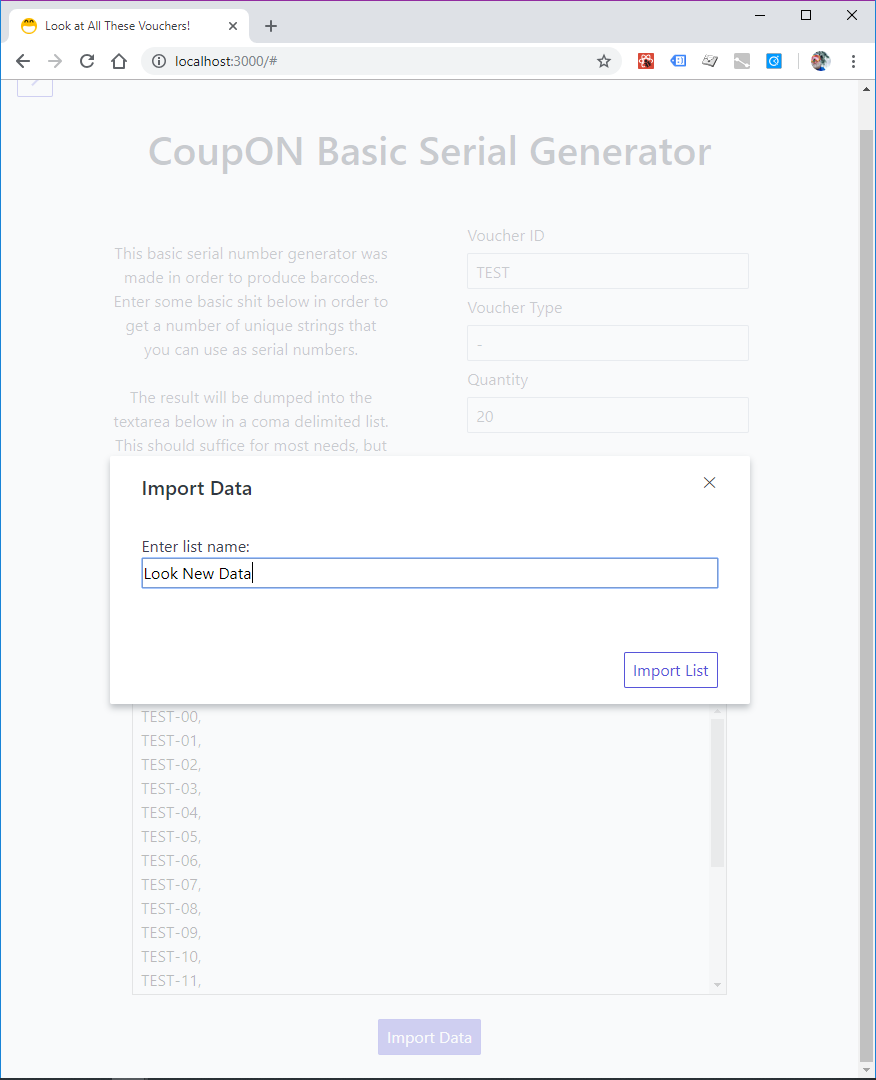 Look at All These Vouchers!
localhost:3000/#
CoupON Basic Serial Generator
This basic serial number generator was
made in order to produce barcodes.
Enter some basic shit below in order to
get a number of unique strings that
you can use as serial numbers.
The result will be dumped into the
textarea below in a coma delimited list.
This should suffice for most needs, but
Voucher ID
TEST
Voucher Type
-
Quantity
20
Import Data
Enter list name:
Look New Data
Import List
TEST-00,
TEST-01,
TEST-02,
TEST-03,
TEST-04,
TEST-05,
TEST-06,
TEST-07,
TEST-08,
TEST-09,
TEST-10,
TEST-11,
Import Data